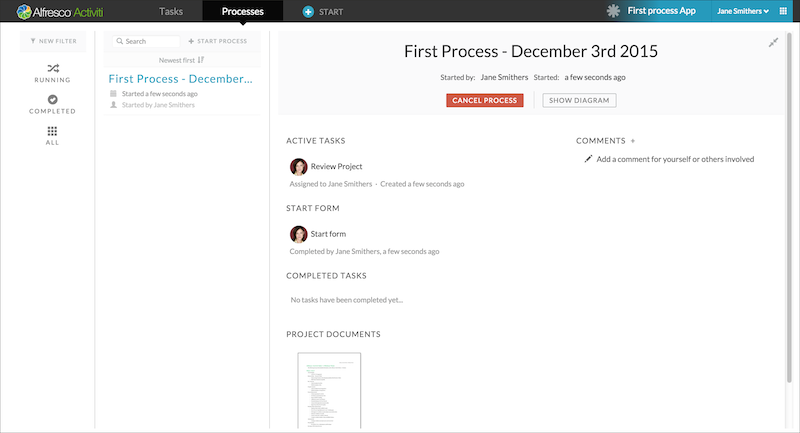 Alfresco Activiti
Tasks
Processes
START
First process App
Jane Smithers
NEW FILTER
RUNNING
COMPLETED
ALL
Search
START PROCESS
Newest first
First Process - December...
Started a few seconds ago
Started by Jane Smithers
First Process - December 3rd 2015
Started by: Jane Smithers Started: a few seconds ago
CANCEL PROCESS
SHOW DIAGRAM
ACTIVE TASKS
Review Project
Assigned to Jane Smithers · Created a few seconds ago
START FORM
Start form
Completed by Jane Smithers, a few seconds ago
COMPLETED TASKS
No tasks have been completed yet...
PROJECT DOCUMENTS
COMMENTS +
Add a comment for yourself or others involved